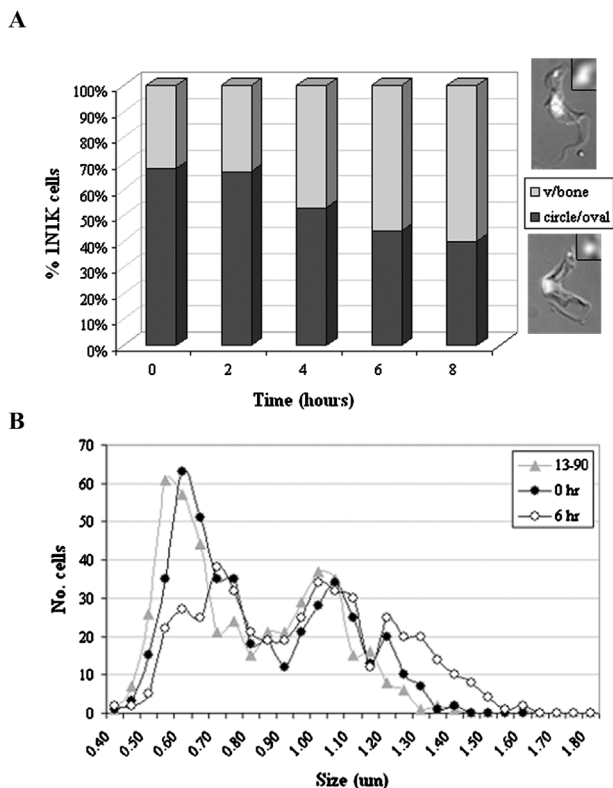 A
100%
90%
80%
70%
60%
50%
40%
30%
20%
10%
0%
% 1N1K cells
0 2 4 6 8
Time (hours)
v/bone
circle/oval
B
70
60
50
40
30
20
10
0
No. cells
13-90
0 hr
6 hr
0.40 0.50 0.60 0.70 0.80 0.90 1.00 1.10 1.20 1.30 1.40 1.50 1.60 1.70 1.80
Size (um)